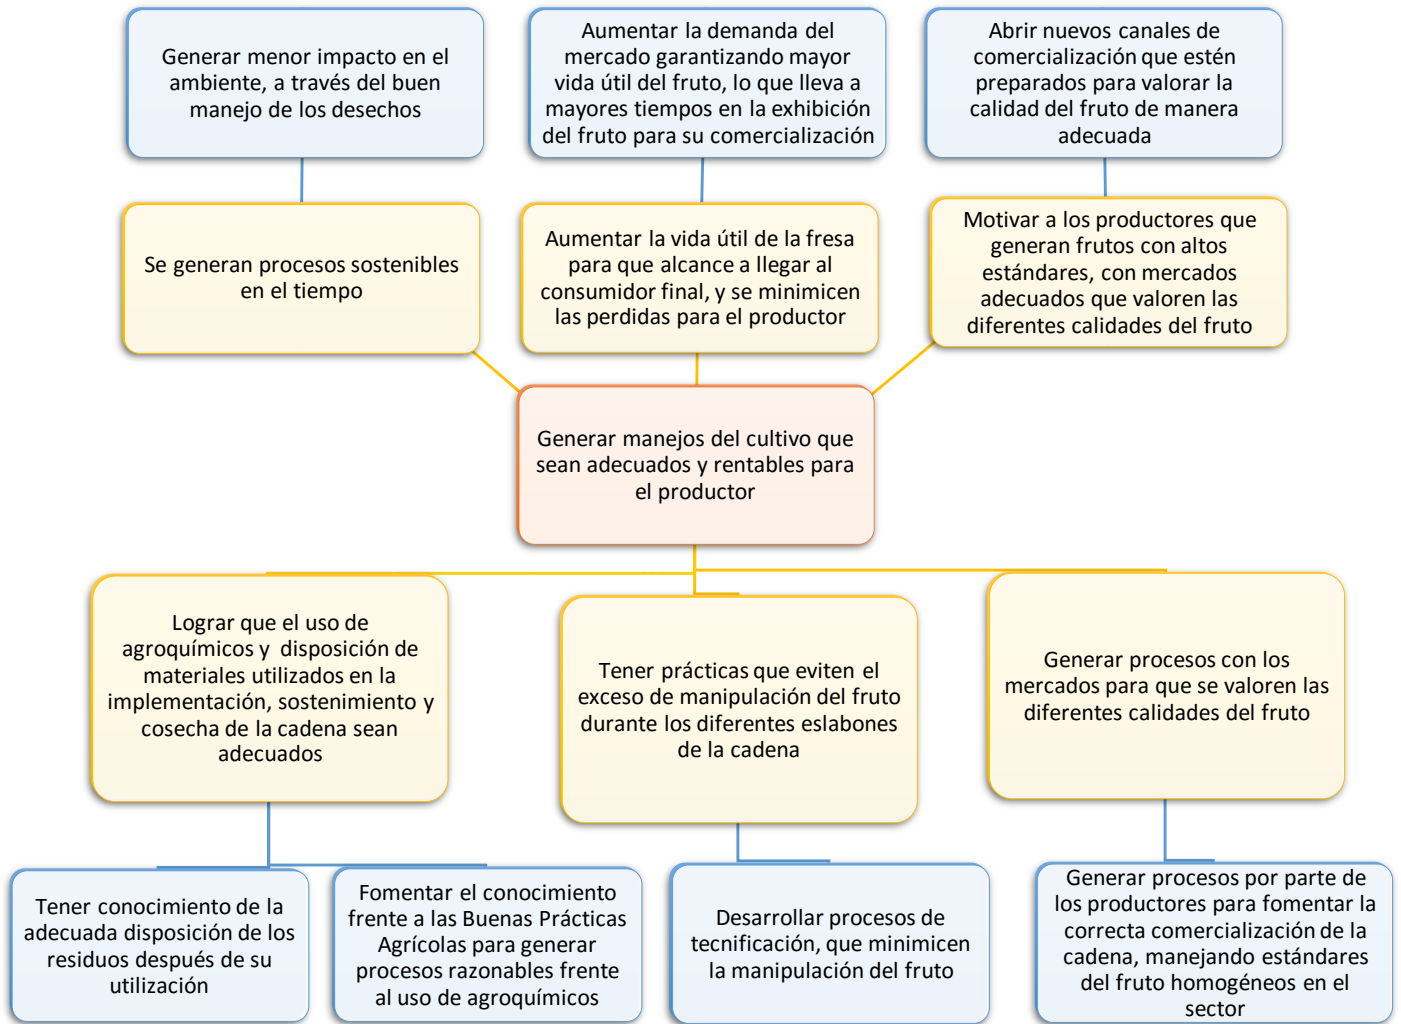 Generar menor impacto en el
ambiente, a través del buen
manejo de los desechos
Aumentar la demanda del
mercado garantizando mayor
vida útil del fruto, lo que lleva a
mayores tiempos en la exhibición
del fruto para su comercialización
Abrir nuevos canales de
comercialización que estén
preparados para valorar la
calidad del fruto de manera
adecuada
Se generan procesos sostenibles
en el tiempo
Aumentar la vida útil de la fresa
para que alcance a llegar al
consumidor final, y se minimicen
las perdidas para el productor
Motivar a los productores que
generan frutos con altos
estándares, con mercados
adecuados que valoren las
diferentes calidades del fruto
Generar manejos del cultivo que
sean adecuados y rentables para
el productor
Lograr que el uso de
agroquímicos y disposición de
materiales utilizados en la
implementación, sostenimiento y
cosecha de la cadena sean
adecuados
Tener prácticas que eviten el
exceso de manipulación del fruto
durante los diferentes eslabones
de la cadena
Generar procesos con los
mercados para que se valoren las
diferentes calidades del fruto
Tener conocimiento de la
adecuada disposición de los
residuos después de su
utilización
Fomentar el conocimiento
frente a las Buenas Prácticas
Agrícolas para generar
procesos razonables frente
al uso de agroquímicos
Desarrollar procesos de
tecnificación, que minimicen
la manipulación del fruto
Generar procesos por parte de
los productores para fomentar la
correcta comercialización de la
cadena, manejando estándares
del fruto homogéneos en el
sector